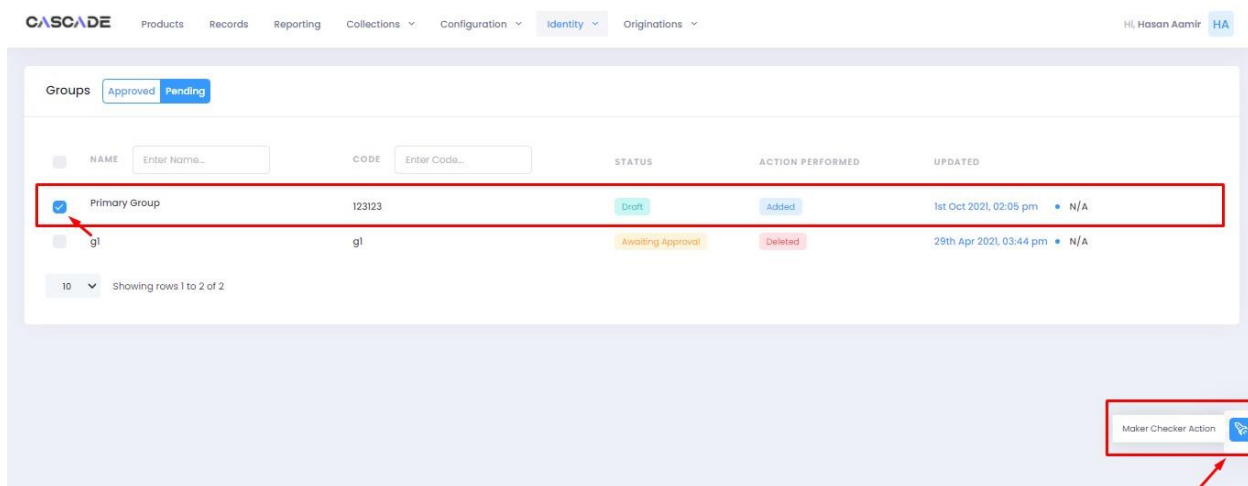 CASCADE Products Records Reporting Collections Configuration Identity Originations Hi, Hasan Aamir HA
Groups Approved Pending
NAME Enter Name... CODE Enter Code... STATUS ACTION PERFORMED UPDATED
Primary Group 123123 Draft Added 1st Oct 2021, 02:05 pm • N/A
g1 g1 Awaiting Approval Deleted 29th Apr 2021, 03:44 pm • N/A
10 Showing rows 1 to 2 of 2
Maker Checker Action